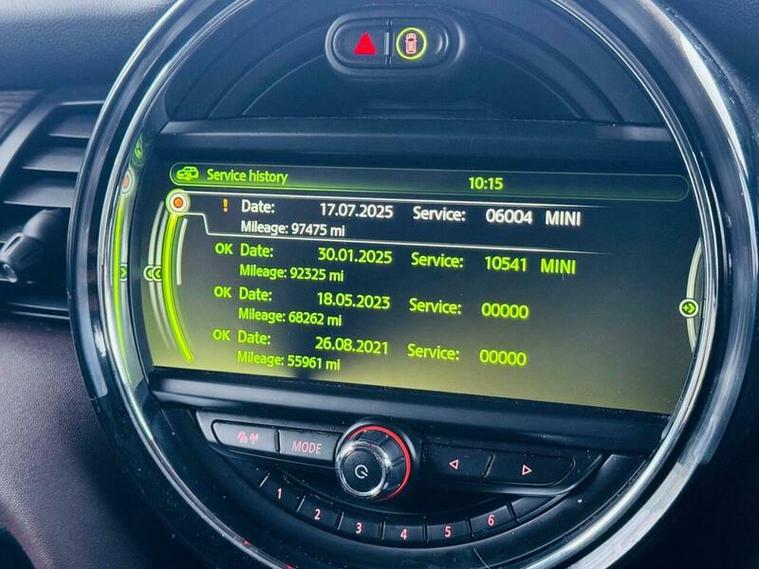 Service history 10:15
! Date: 17.07.2025 Service: 06004 MINI
Mileage: 97475 mi
OK Date: 30.01.2025 Service: 10541 MINI
Mileage: 92325 mi
OK Date: 18.05.2023 Service: 00000
Mileage: 68262 mi
OK Date: 26.08.2021 Service: 00000
Mileage: 55961 mi
MODE
1 2 3 4 5 6